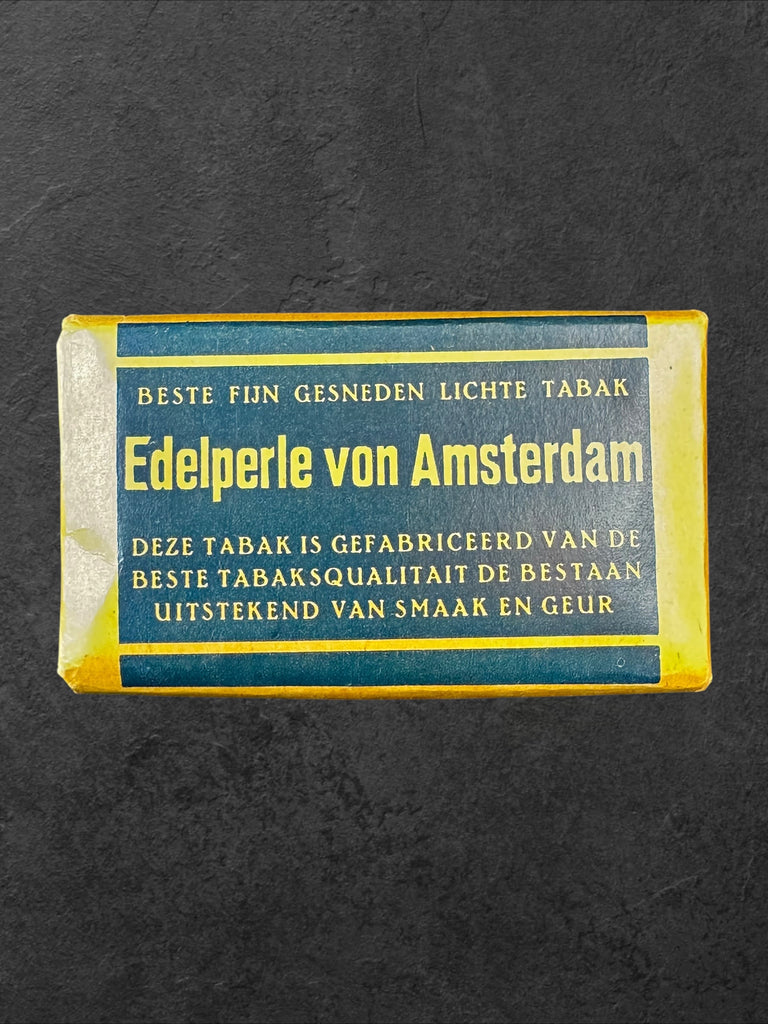 BESTE FIJN GESNEDEN LICHTE TABAK
Edelperle von Amsterdam
DEZE TABAK IS GEFABRICEERD VAN DE
BESTE TABAKSQUALITAIT DE BESTAAN
UITSTEKEND VAN SMAAK EN GEUR